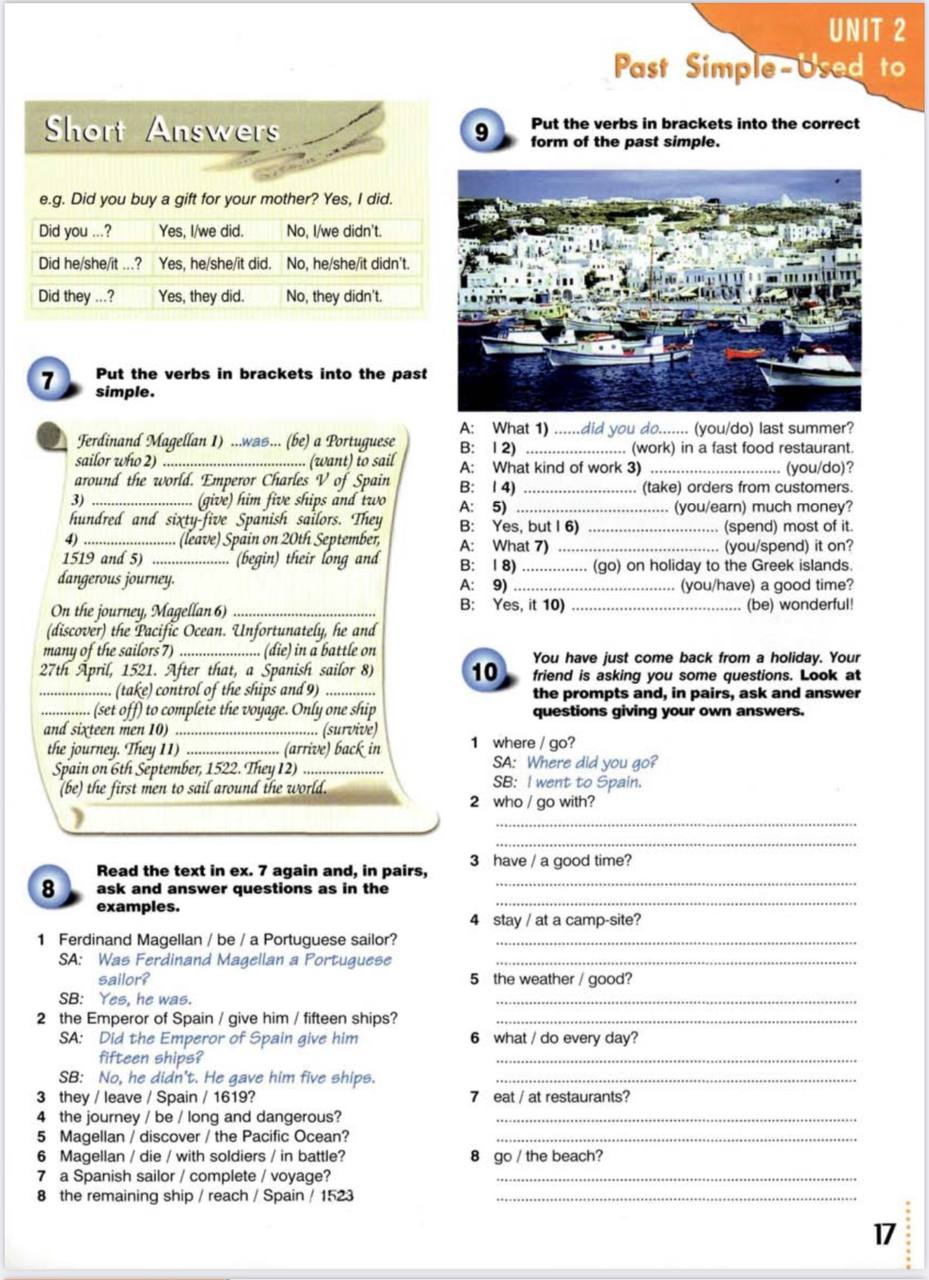 UNIT 2
Past Simple - Used to
Short Answers
e.g. Did you buy a gift for your mother? Yes, I did.
Did you ...? Yes, I/we did. No, I/we didn't.
Did he/she/it ...? Yes, he/she/it did. No, he/she/it didn't.
Did they ...? Yes, they did. No, they didn't.
7 Put the verbs in brackets into the past
simple.
Ferdinand Magellan 1) ...was... (be) a Portuguese
sailor who 2) .................................... (want) to sail
around the world. Emperor Charles V of Spain
3) ......................... (give) him five ships and two
hundred and sixty-five Spanish sailors. They
4) ............................ (leave) Spain on 20th September,
1519 and 5) .................... (begin) their long and
dangerous journey.
On the journey, Magellan 6) ....................................
(discover) the Pacific Ocean. Unfortunately, he and
many of the sailors 7) .................... (die) in a battle on
27th April, 1521. After that, a Spanish sailor 8)
.................. (take) control of the ships and 9) ............
............ (set off) to complete the voyage. Only one ship
and sixteen men 10) .................................... (survive)
the journey. They 11) ....................... (arrive) back in
Spain on 6th September, 1522. They 12) ....................
(be) the first men to sail around the world.
8 Read the text in ex. 7 again and, in pairs,
ask and answer questions as in the
examples.
1 Ferdinand Magellan / be / a Portuguese sailor?
SA: Was Ferdinand Magellan a Portuguese
sailor?
SB: Yes, he was.
2 the Emperor of Spain / give him / fifteen ships?
SA: Did the Emperor of Spain give him
fifteen ships?
SB: No, he didn't. He gave him five ships.
3 they / leave / Spain / 1619?
4 the journey / be / long and dangerous?
5 Magellan / discover / the Pacific Ocean?
6 Magellan / die / with soldiers / in battle?
7 a Spanish sailor / complete / voyage?
8 the remaining ship / reach / Spain / 1523
9 Put the verbs in brackets into the correct
form of the past simple.
A: What 1) ......did you do....... (you/do) last summer?
B: I 2) ......................... (work) in a fast food restaurant.
A: What kind of work 3) ................................ (you/do)?
B: I 4) ............................ (take) orders from customers.
A: 5) ...................................... (you/earn) much money?
B: Yes, but I 6) ................................. (spend) most of it.
A: What 7) ........................................ (you/spend) it on?
B: I 8) ................ (go) on holiday to the Greek islands.
A: 9) ........................................ (you/have) a good time?
B: Yes, it 10) .......................................... (be) wonderful!
10 You have just come back from a holiday. Your
friend is asking you some questions. Look at
the prompts and, in pairs, ask and answer
questions giving your own answers.
1 where / go?
SA: Where did you go?
SB: I went to Spain.
2 who / go with?
3 have / a good time?
4 stay / at a camp-site?
5 the weather / good?
6 what / do every day?
7 eat / at restaurants?
8 go / the beach?
17